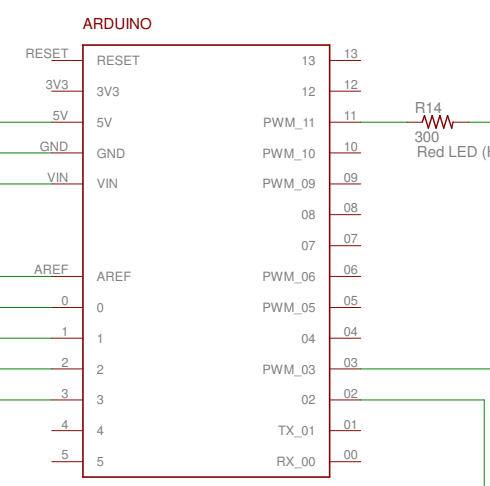 ARDUINO
RESET RESET 13 13
3V3 3V3 12 12
5V 5V PWM_11 11
R14
300
Red LED (
GND GND PWM_10 10
VIN VIN PWM_09 09
08 08
07 07
AREF AREF PWM_06 06
0 0 PWM_05 05
1 1 04 04
2 2 PWM_03 03
3 3 02 02
4 4 TX_01 01
5 5 RX_00 00